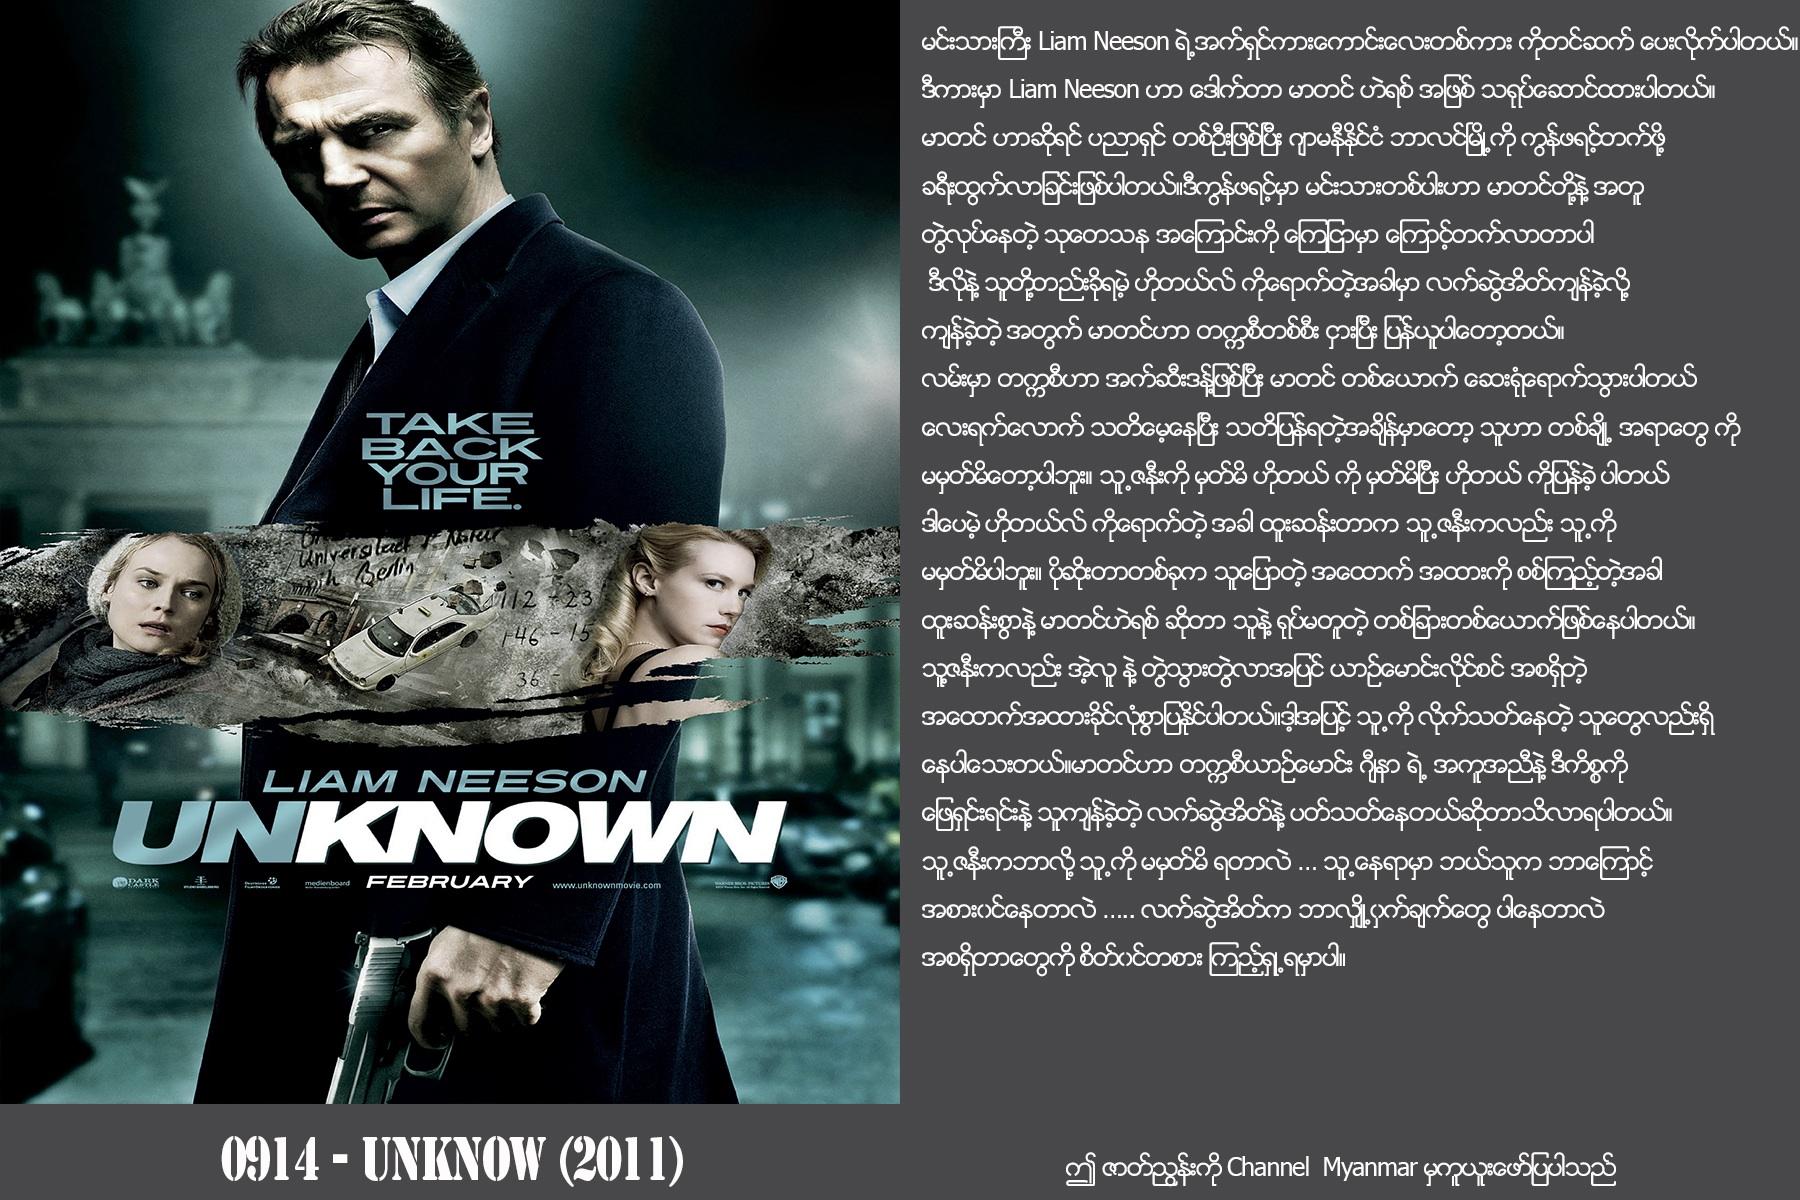 TAKE
BACK
YOUR
LIFE.
Universitaet
Berlin
112 - 23
146 - 15
36 -
LIAM NEESON
UNKNOWN
DARK CASTLE
medienboard
FEBRUARY
www.unknownmovie.com
WARNER BROS. PICTURES
0914 - UNKNOW (2011)
မင်းသားကြီး Liam Neeson ရဲ့အက်ရှင်ကားကောင်းလေးတစ်ကား ကိုတင်ဆက် ပေးလိုက်ပါတယ်။
ဒီကားမှာ Liam Neeson ဟာ ဒေါက်တာ မာတင် ဟဲရစ် အဖြစ် သရုပ်ဆောင်ထားပါတယ်။
မာတင် ဟာဆိုရင် ပညာရှင် တစ်ဦးဖြစ်ပြီး ဂျာမနီနိုင်ငံ ဘာလင်မြို့ကို ကွန်ဖရင့်တက်ဖို့
ခရီးထွက်လာခြင်းဖြစ်ပါတယ်။ဒီကွန်ဖရင့်မှာ မင်းသားတစ်ပါးဟာ မာတင်တို့နဲ့ အတူ
တွဲလုပ်နေတဲ့ သုတေသန အကြောင်းကို ကြေငြာမှာ ကြောင့်တက်လာတာပါ
ဒီလိုနဲ့ သူတို့တည်းခိုရမဲ့ ဟိုတယ်လ် ကိုရောက်တဲ့အခါမှာ လက်ဆွဲအိတ်ကျန်ခဲ့လို့
ကျန်ခဲ့တဲ့ အတွက် မာတင်ဟာ တက္ကစီတစ်စီး ငှားပြီး ပြန်ယူပါတော့တယ်။
လမ်းမှာ တက္ကစီဟာ အက်ဆီးဒန့်ဖြစ်ပြီး မာတင် တစ်ယောက် ဆေးရုံရောက်သွားပါတယ်
လေးရက်လောက် သတိမေ့နေပြီး သတိပြန်ရတဲ့အချိန်မှာတော့ သူဟာ တစ်ချို့ အရာတွေ ကို
မမှတ်မိတော့ပါဘူး။ သူ့ဇနီးကို မှတ်မိ ဟိုတယ် ကို မှတ်မိပြီး ဟိုတယ် ကိုပြန်ခဲ့ ပါတယ်
ဒါပေမဲ့ ဟိုတယ်လ် ကိုရောက်တဲ့ အခါ ထူးဆန်းတာက သူ့ဇနီးကလည်း သူ့ကို
မမှတ်မိပါဘူး။ ပိုဆိုးတာတစ်ခုက သူပြောတဲ့ အထောက် အထားကို စစ်ကြည့်တဲ့အခါ
ထူးဆန်းစွာနဲ့ မာတင်ဟဲရစ် ဆိုတာ သူနဲ့ ရုပ်မတူတဲ့ တစ်ခြားတစ်ယောက်ဖြစ်နေပါတယ်။
သူ့ဇနီးကလည်း အဲ့လူ နဲ့ တွဲသွားတွဲလာအပြင် ယာဉ်မောင်းလိုင်စင် အစရှိတဲ့
အထောက်အထားခိုင်လုံစွာပြနိုင်ပါတယ်။ဒါ့အပြင့် သူ့ကို လိုက်သတ်နေတဲ့ သူတွေလည်းရှိ
နေပါသေးတယ်။မာတင်ဟာ တက္ကစီယာဉ်မောင်း ဂျီနာ ရဲ့ အကူအညီနဲ့ ဒီကိစ္စကို
ဖြေရှင်းရင်းနဲ့ သူကျန်ခဲ့တဲ့ လက်ဆွဲအိတ်နဲ့ ပတ်သတ်နေတယ်ဆိုတာသိလာရပါတယ်။
သူ့ဇနီးကဘာလို့ သူ့ကို မမှတ်မိ ရတာလဲ ... သူ့ နေရာမှာ ဘယ်သူက ဘာကြောင့်
အစားဝင်နေတာလဲ ..... လက်ဆွဲအိတ်က ဘာလျှို့ဝှက်ချက်တွေ ပါနေတာလဲ
အစရှိတာတွေကို စိတ်ဝင်တစား ကြည့်ရှု့ရမှာပါ။
ဤ ဇာတ်ညွှန်းကို Channel Myanmar မှကူယူးဖော်ပြပါသည်